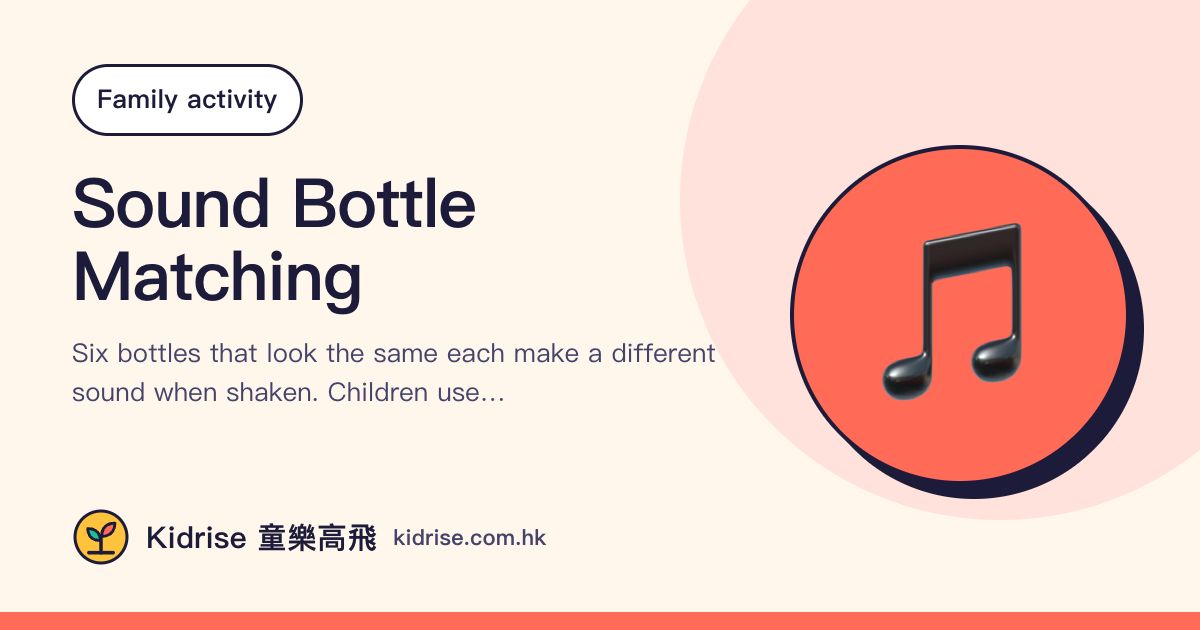 Family activity
Sound Bottle
Matching
Six bottles that look the same each make a different
sound when shaken. Children use…
Kidrise 童樂高飛 kidrise.com.hk